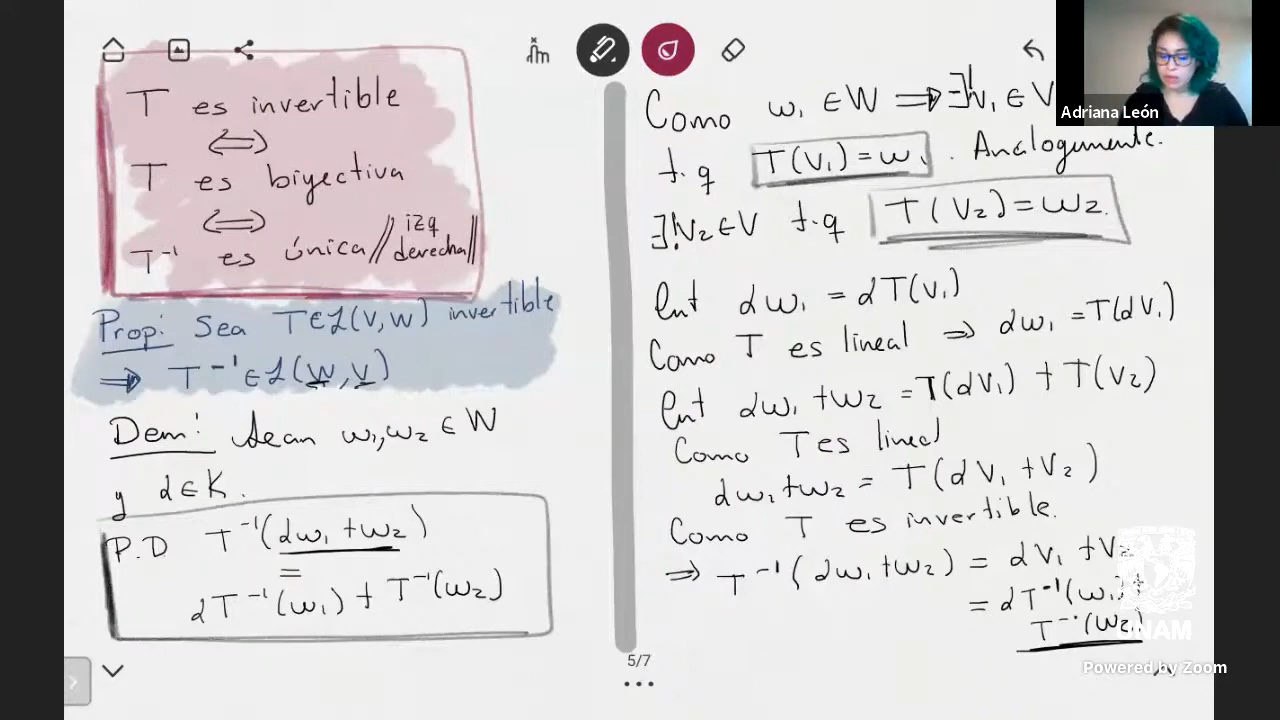 T es invertible
⟺
T es biyectiva
⟺
T⁻¹ es única // izq derecha //
Prop: Sea T∈ℒ(V,W) invertible
⟹ T⁻¹∈ℒ(W,V)
Dem: Sean w₁,w₂ ∈ W
y α∈K.
P.D T⁻¹(αw₁+w₂)
=
αT⁻¹(w₁) + T⁻¹(w₂)
Como w₁ ∈W ⟹ ∃!v₁ ∈ V
t.q T(v₁)=w₁. Analogamente.
∃!v₂∈V t.q T(v₂)=w₂.
Ent αw₁ = αT(v₁)
Como T es lineal ⟹ αw₁ =T(αv₁)
Ent αw₁ +w₂ =T(αv₁) + T(v₂)
Como T es lineal
αw₁+w₂ = T(αv₁+v₂)
Como T es invertible.
⟹ T⁻¹(αw₁+w₂) = αv₁ +v₂
= αT⁻¹(w₁)+
T⁻¹(w₂)
5/7
Adriana León
UNAM
Powered by Zoom